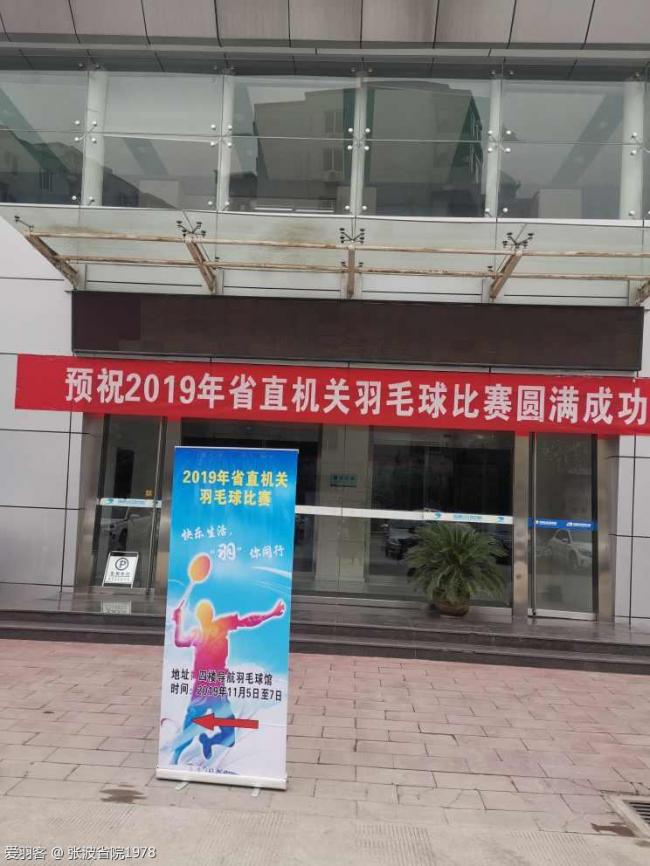 预祝2019年省直机关羽毛球比赛圆满成功
2019年省直机关
羽毛球比赛
快乐生活,
“羽”你同行
地址：四楼导航羽毛球馆
时间：2019年11月5日至7日
P
爱羽客 @ 张波省院1978